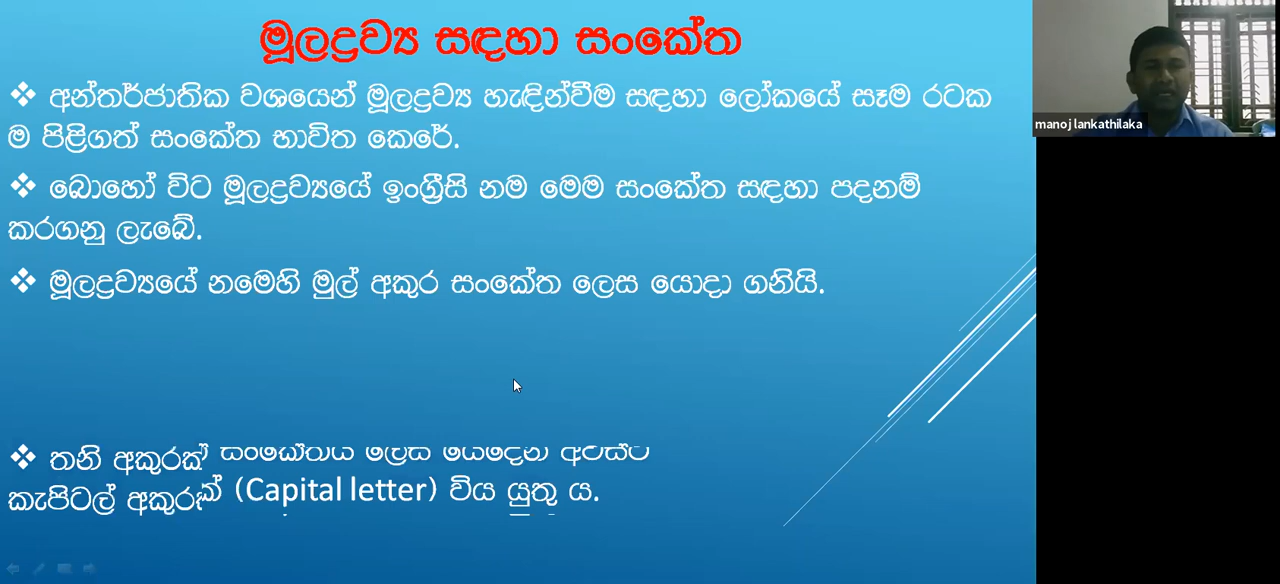 මූලද්‍රව්‍ය සඳහා සංකේත
❖ අන්තර්ජාතික වශයෙන් මූලද්‍රව්‍ය හැඳින්වීම සඳහා ලෝකයේ සෑම රටක
ම පිළිගත් සංකේත භාවිත කෙරේ.
❖ බොහෝ විට මූලද්‍රව්‍යයේ ඉංග්‍රීසි නම මෙම සංකේත සඳහා පදනම්
කරගනු ලැබේ.
❖ මූලද්‍රව්‍යයේ නමෙහි මුල් අකුර සංකේත ලෙස යොදා ගනියි.
❖ තනි අකුරක් සංකේතය ලෙස යෙදෙන
කැපිටල් අකුරක් (Capital letter) විය යුතු ය.
manoj lankathilaka